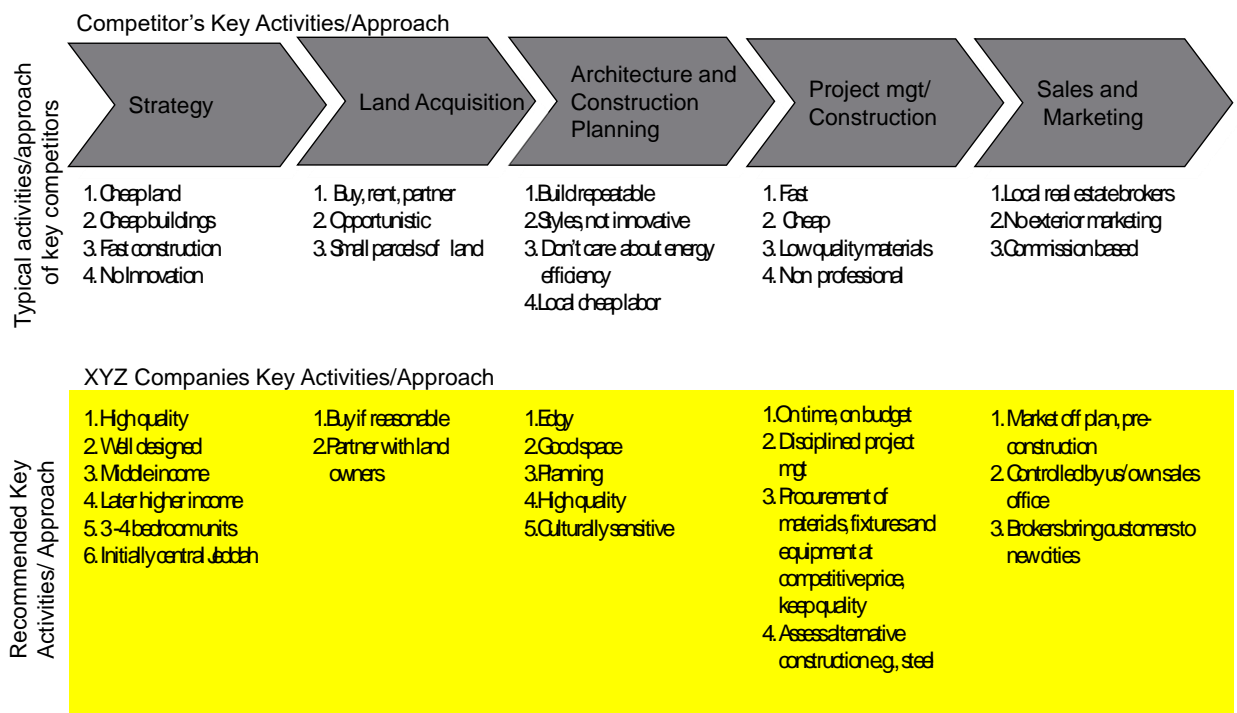 Competitor's Key Activities/Approach
Typical activities/approach
of key competitors
Strategy
Land Acquisition
Architecture and
Construction
Planning
Project mgt/
Construction
Sales and
Marketing
1. Cheap land
2. Cheap buildings
3. Fast construction
4. No Innovation
1. Buy, rent, partner
2. Opportunistic
3. Small parcels of land
1. Build repeatable
2. Styles, not innovative
3. Don't care about energy
efficiency
4. Local cheap labor
1. Fast
2. Cheap
3. Low quality materials
4. Non professional
1. Local real estate brokers
2. No exterior marketing
3. Commission based
XYZ Companies Key Activities/Approach
Recommended Key
Activities/ Approach
1. High quality
2. Well designed
3. Middle income
4. Later higher income
5. 3-4 bedroom units
6. Initially central Jeddah
1. Buy if reasonable
2. Partner with land
owners
1. Edgy
2. Good space
3. Planning
4. High quality
5. Culturally sensitive
1. On time, on budget
2. Disciplined project
mgt
3. Procurement of
materials, fixtures and
equipment at
competitive price,
keep quality
4. Assess alternative
construction e.g., steel
1. Market off plan, pre-
construction
2. Controlled by us/own sales
office
3. Brokers bring customers to
new cities